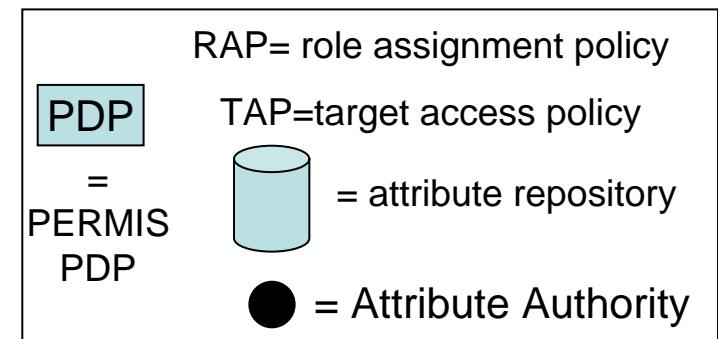 RAP= role assignment policy
PDP
TAP=target access policy
=
PERMIS
PDP
= attribute repository
= Attribute Authority